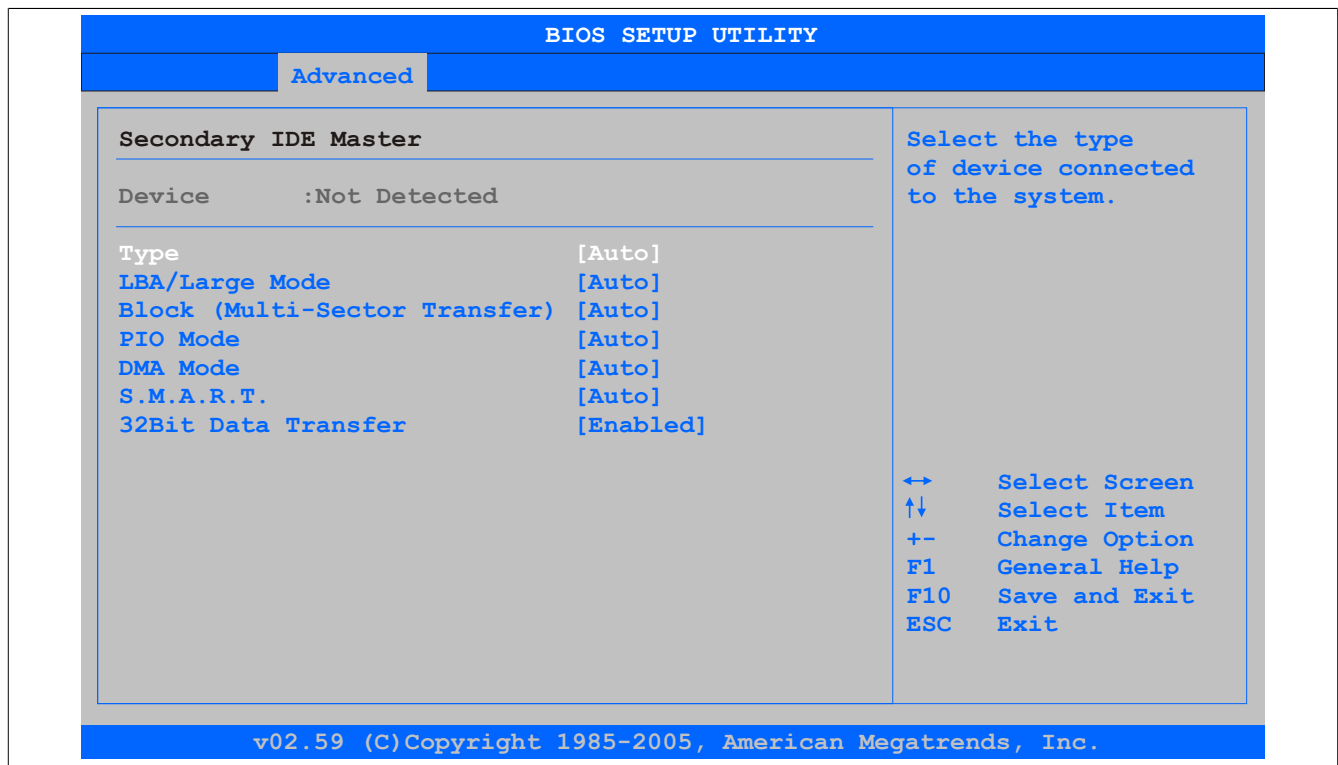 BIOS SETUP UTILITY
Advanced
Secondary IDE Master
Device :Not Detected
Type [Auto]
LBA/Large Mode [Auto]
Block (Multi-Sector Transfer) [Auto]
PIO Mode [Auto]
DMA Mode [Auto]
S.M.A.R.T. [Auto]
32Bit Data Transfer [Enabled]
Select the type
of device connected
to the system.
↔ Select Screen
↑↓ Select Item
+- Change Option
F1 General Help
F10 Save and Exit
ESC Exit
v02.59 (C)Copyright 1985-2005, American Megatrends, Inc.